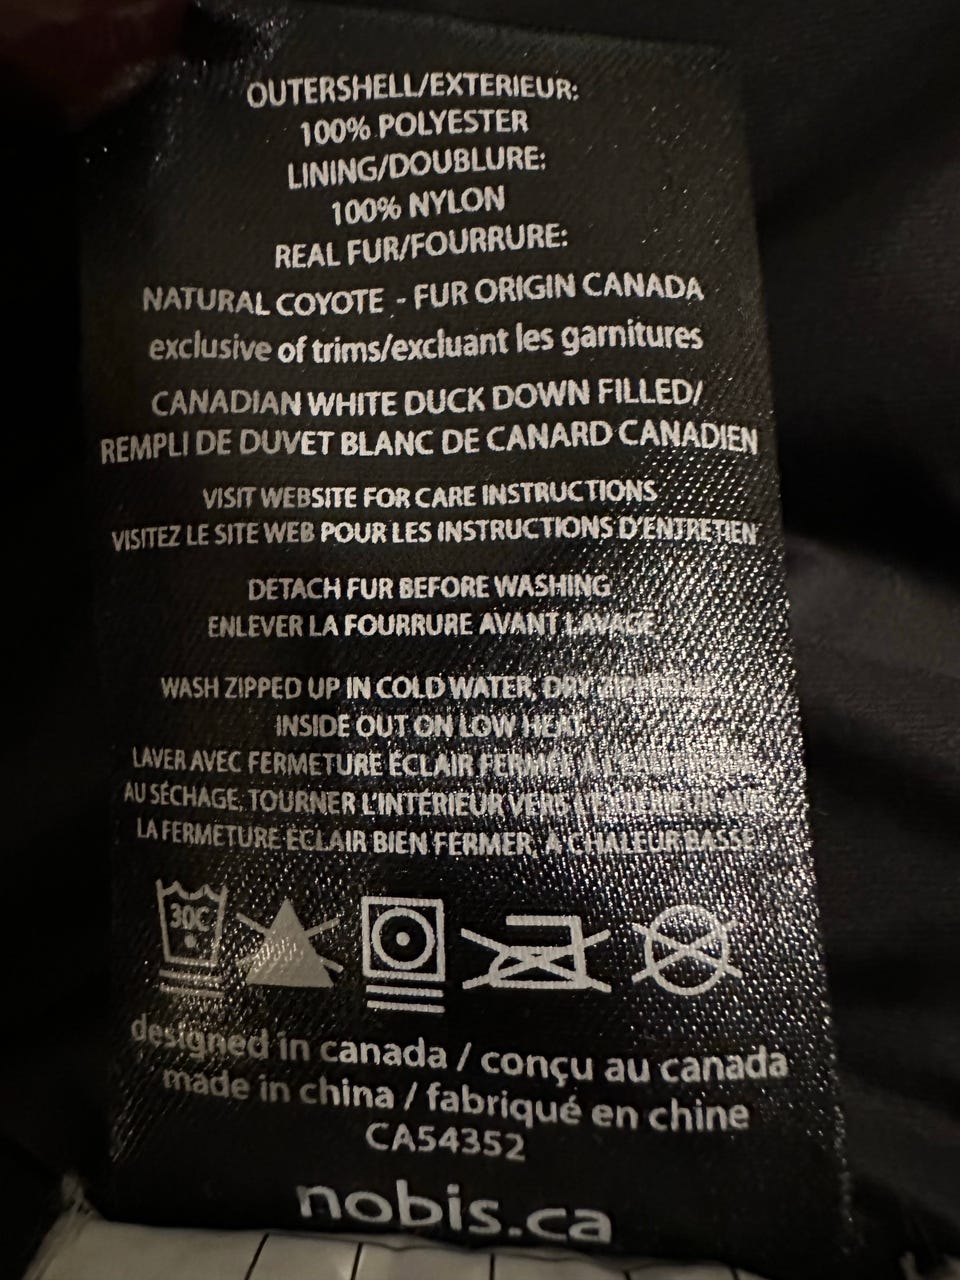 OUTERSHELL/EXTERIEUR:
100% POLYESTER
LINING/DOUBLURE:
100% NYLON
REAL FUR/FOURRURE:
NATURAL COYOTE - FUR ORIGIN CANADA
exclusive of trims/excluant les garnitures
CANADIAN WHITE DUCK DOWN FILLED/
REMPLI DE DUVET BLANC DE CANARD CANADIEN
VISIT WEBSITE FOR CARE INSTRUCTIONS
VISITEZ LE SITE WEB POUR LES INSTRUCTIONS D'ENTRETIEN
DETACH FUR BEFORE WASHING
ENLEVER LA FOURRURE AVANT LAVAGE
WASH ZIPPED UP IN COLD WATER, DRY
INSIDE OUT ON LOW HEAT
LAVER AVEC FERMETURE ÉCLAIR FERMÉE À
AU SÉCHAGE, TOURNER L'INTÉRIEUR VERS L'EXTÉRIEUR
LA FERMETURE ÉCLAIR BIEN FERMER, À CHALEUR BASSE.
30C
designed in canada / conçu au canada
made in china / fabriqué en chine
CA54352
nobis.ca